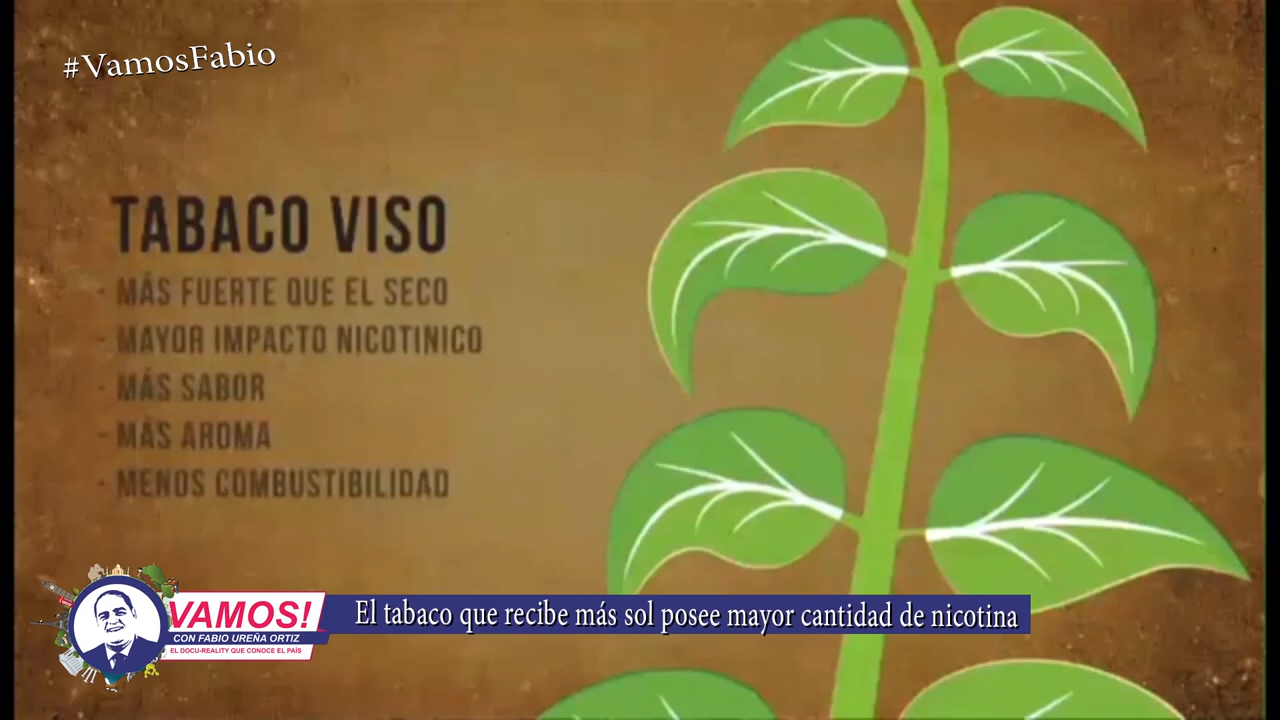 #VamosFabio
TABACO VISO
- MÁS FUERTE QUE EL SECO
- MAYOR IMPACTO NICOTINICO
- MÁS SABOR
- MÁS AROMA
- MENOS COMBUSTIBILIDAD
VAMOS!
CON FABIO UREÑA ORTIZ
EL DOCU-REALITY QUE CONOCE EL PAÍS
El tabaco que recibe más sol posee mayor cantidad de nicotina